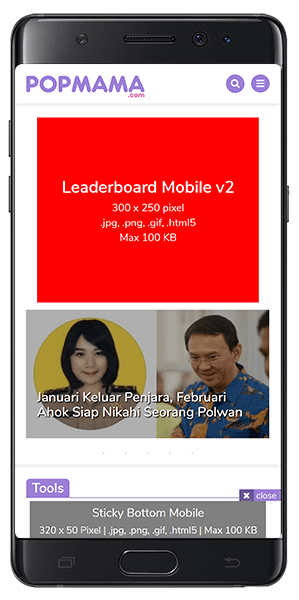 POPMAMA
.com
Leaderboard Mobile v2
300 x 250 pixel
.jpg, .png, .gif, .html5
Max 100 KB
Januari Keluar Penjara, Februari
Ahok Siap Nikahi Seorang Polwan
Tools
✖ close
Sticky Bottom Mobile
320 x 50 Pixel | .jpg, .png, .gif, .html5 | Max 100 KB